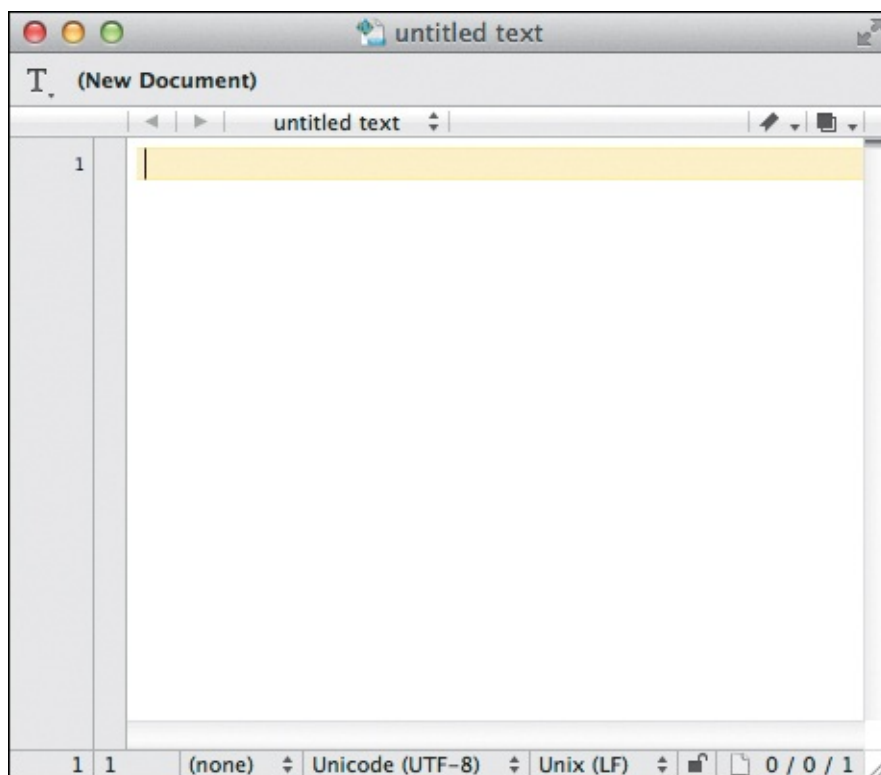 untitled text
T (New Document)
untitled text
1
1 1 (none) Unicode (UTF-8) Unix (LF) 0 / 0 / 1